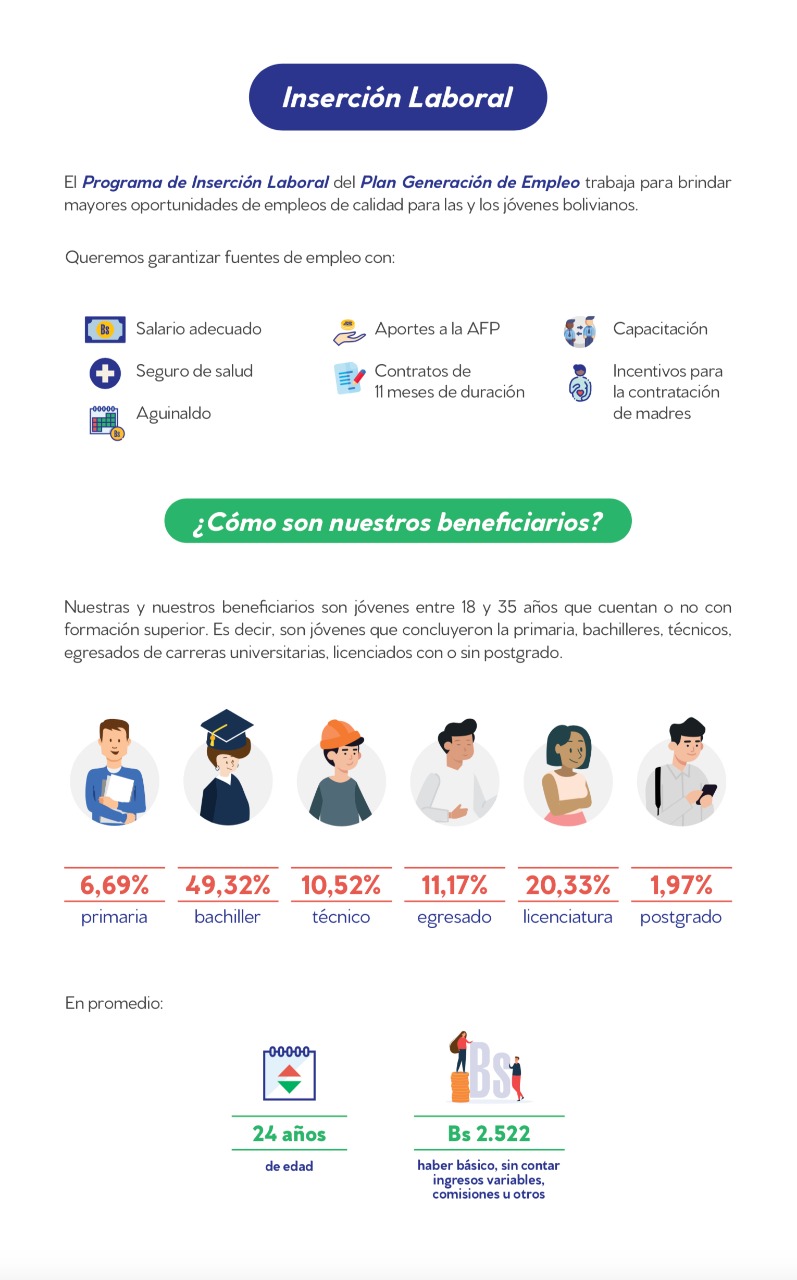 Inserción Laboral
El Programa de Inserción Laboral del Plan Generación de Empleo trabaja para brindar
mayores oportunidades de empleos de calidad para las y los jóvenes bolivianos.
Queremos garantizar fuentes de empleo con:
Bs
Salario adecuado
Seguro de salud
Bs
Aguinaldo
Aportes a la AFP
Contratos de
11 meses de duración
Capacitación
Incentivos para
la contratación
de madres
¿Cómo son nuestros beneficiarios?
Nuestras y nuestros beneficiarios son jóvenes entre 18 y 35 años que cuentan o no con
formación superior. Es decir, son jóvenes que concluyeron la primaria, bachilleres, técnicos,
egresados de carreras universitarias, licenciados con o sin postgrado.
6,69%
primaria
49,32%
bachiller
10,52%
técnico
11,17%
egresado
20,33%
licenciatura
1,97%
postgrado
En promedio:
24 años
de edad
Bs
Bs 2.522
haber básico, sin contar
ingresos variables,
comisiones u otros